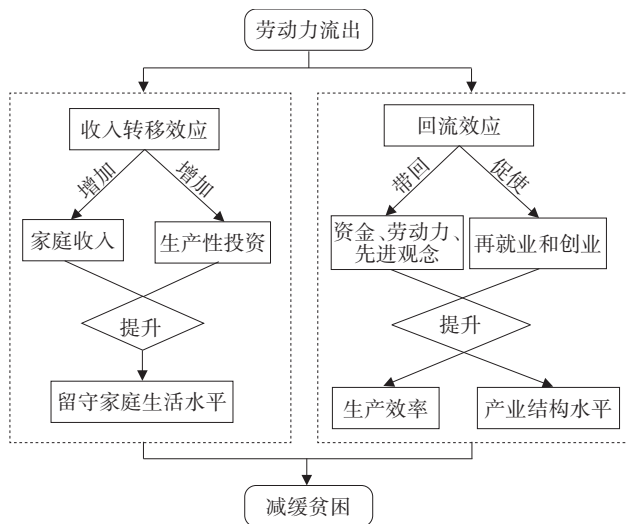 劳动力流出
收入转移效应
回流效应
增加
增加
带回
促使
家庭收入
生产性投资
资金、劳动力、
先进观念
再就业和创业
提升
提升
留守家庭生活水平
生产效率
产业结构水平
减缓贫困